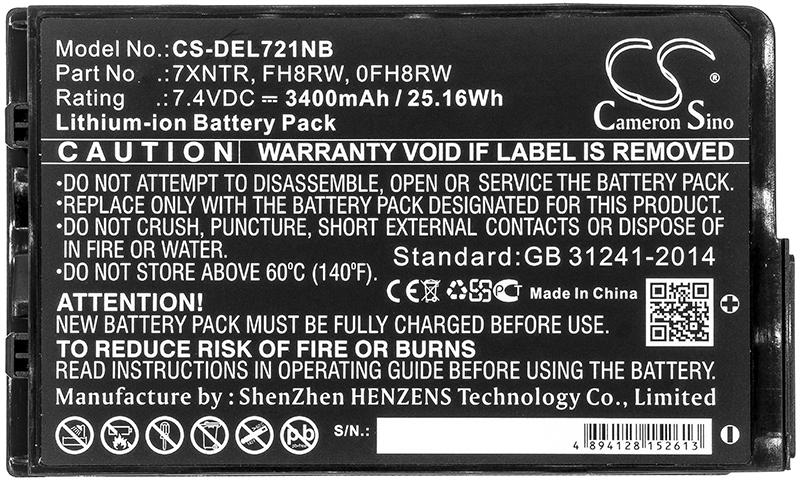 Model No.: CS-DEL721NB
Part No .: 7XNTR, FH8RW, 0FH8RW
Rating .: 7.4VDC ⎓ 3400mAh / 25.16Wh
Lithium-ion Battery Pack
CS ®
Cameron Sino
CAUTION WARRANTY VOID IF LABEL IS REMOVED
•DO NOT ATTEMPT TO DISASSEMBLE, OPEN OR SERVICE THE BATTERY PACK.
•REPLACE ONLY WITH THE BATTERY PACK DESIGNATED FOR THIS PRODUCT.
•DO NOT CRUSH, PUNCTURE, SHORT EXTERNAL CONTACTS OR DISPOSE OF
IN FIRE OR WATER.
•DO NOT STORE ABOVE 60℃ (140℉).
Standard:GB 31241-2014
CE PCT Made In China
ATTENTION!
NEW BATTERY PACK MUST BE FULLY CHARGED BEFORE USE,
TO REDUCE RISK OF FIRE OR BURNS
READ INSTRUCTIONS IN OPERATING GUIDE BEFORE USING THE BATTERY.
Manufacture by : ShenZhen HENZENS Technology Co., Limited
Pb
S/N.:
4 894128 152613